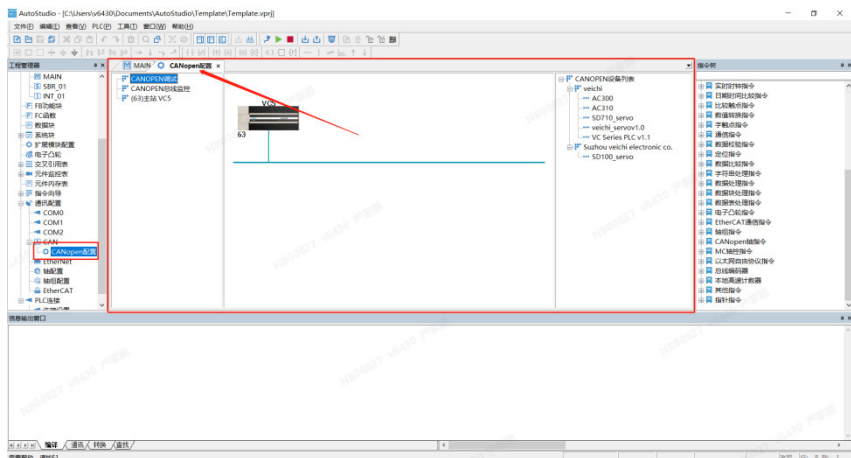 AutoStudio - [C:\Users\v6430\Documents\AutoStudio\Template\Template.vprj]
文件(F) 编辑(E) 查看(V) PLC(P) 工具(O) 窗口(W) 帮助(H)
工程管理器
MAIN
SBR_01
INT_01
FB功能块
FC函数
数据块
系统块
扩展模块配置
电子凸轮
交叉引用表
元件监控表
元件内存表
指令向导
通讯配置
COM0
COM1
COM2
CAN
CANopen配置
EtherNet
轴配置
轴组配置
EtherCAT
PLC连接
MAIN
CANopen配置 ×
CANOPEN调试
CANOPEN总线监控
(63)主站 VC5
VC5
63
CANOPEN设备列表
veichi
AC300
AC310
SD710_servo
veichi_servov1.0
VC Series PLC v1.1
Suzhou veichi electronic co.
SD100_servo
指令树
实时时钟指令
日期时间比较指令
比较触点指令
数值转换指令
字触点指令
通信指令
数据校验指令
定位指令
数据比较指令
字符串处理指令
数据处理指令
数据块处理指令
数据表处理指令
电子凸轮指令
EtherCAT通信指令
轴组指令
CANopen轴指令
MC轴控指令
以太网自由协议指令
总线编码器
本地高速计数器
其他指令
指针指令
信息输出窗口
编译 通讯 转换 查找
N800827 v6430